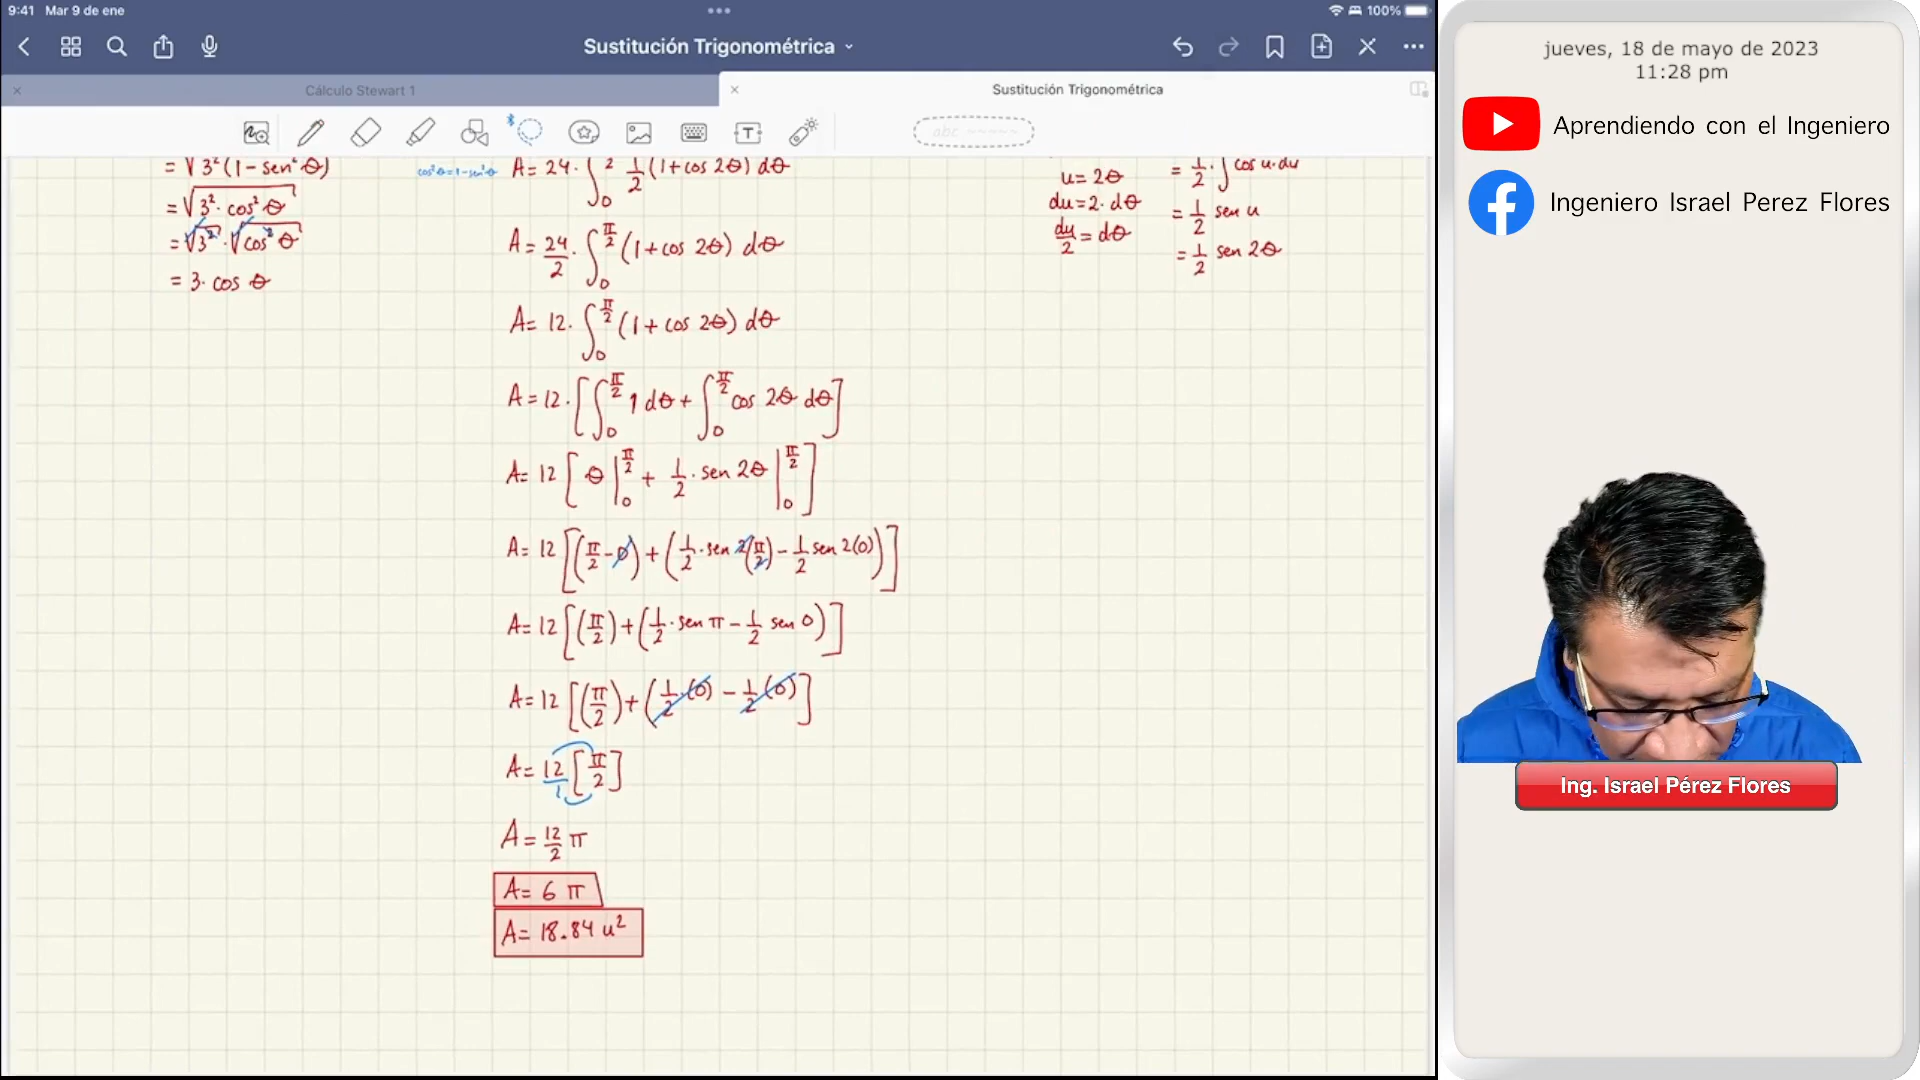 9:41 Mar 9 de ene
100%
Sustitución Trigonométrica
Cálculo Stewart 1
Sustitución Trigonométrica
= √3²(1 - sen² θ)
= √3² · cos² θ
= √3² · √cos² θ
= 3 · cos θ
cos²θ = 1 - sen²θ
A = 24 · ∫₀² ½ (1 + cos 2θ) dθ
A = 24/2 · ∫₀^(π/2) (1 + cos 2θ) dθ
A = 12 · ∫₀^(π/2) (1 + cos 2θ) dθ
A = 12 · [∫₀^(π/2) 1 dθ + ∫₀^(π/2) cos 2θ dθ]
A = 12 [θ |₀^(π/2) + 1/2 · sen 2θ |₀^(π/2)]
A = 12 [(π/2 - 0) + (1/2 · sen 2(π/2) - 1/2 sen 2(0))]
A = 12 [(π/2) + (1/2 · sen π - 1/2 sen 0)]
A = 12 [(π/2) + (1/2 · (0) - 1/2 (0)]
A = 12/1 [π/2]
A = 12/2 π
A = 6 π
A = 18.84 u²
u = 2θ
du = 2 · dθ
du/2 = dθ
= 1/2 · ∫ cos u · du
= 1/2 sen u
= 1/2 sen 2θ
jueves, 18 de mayo de 2023
11:28 pm
Aprendiendo con el Ingeniero
Ingeniero Israel Perez Flores
Ing. Israel Pérez Flores